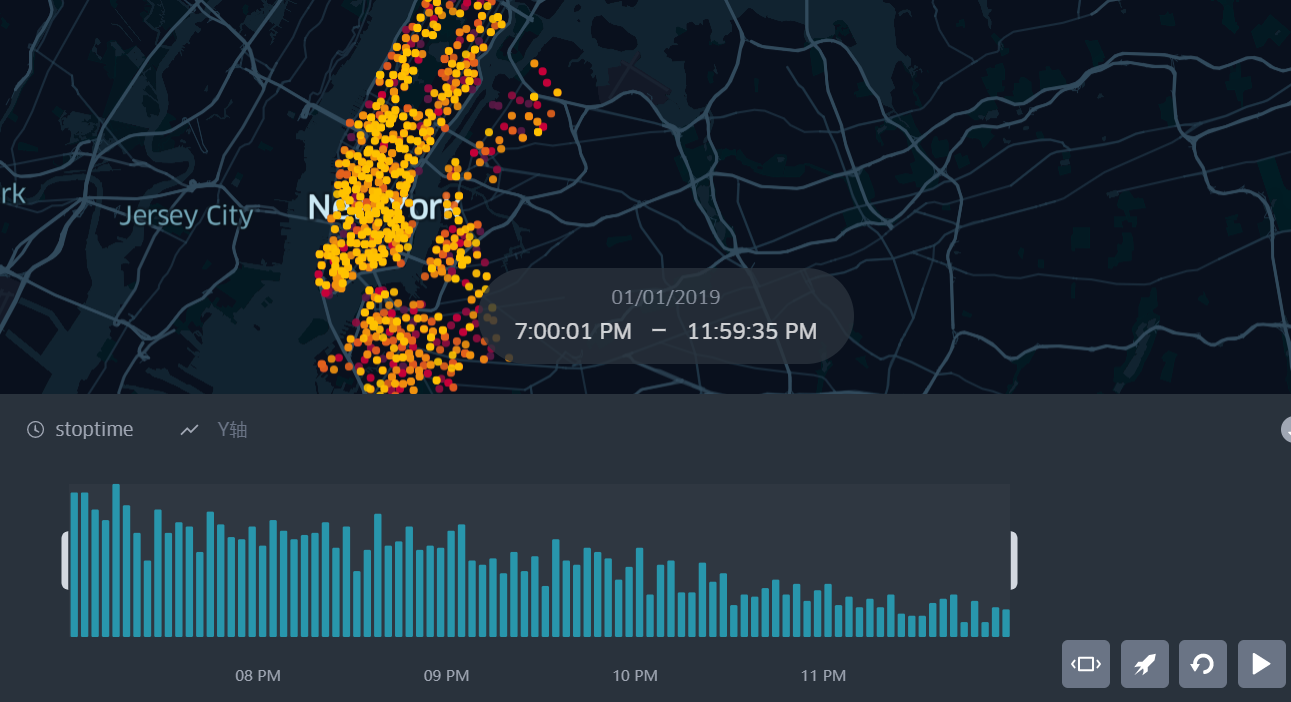 rk
Jersey City
New York
01/01/2019
7:00:01 PM – 11:59:35 PM
stoptime Y轴
08 PM 09 PM 10 PM 11 PM